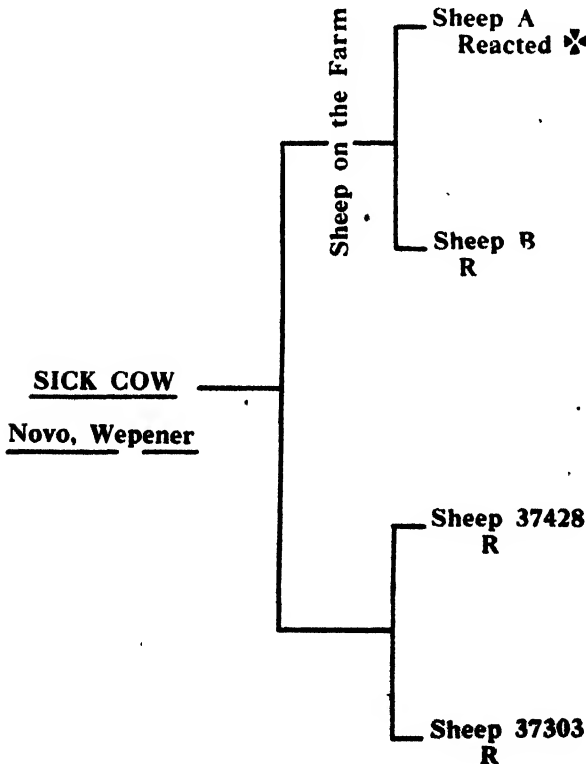 Sheep A
Reacted ✠
Sheep on the Farm
Sheep B
R
SICK COW
Novo, Wepener
Sheep 37428
R
Sheep 37303
R